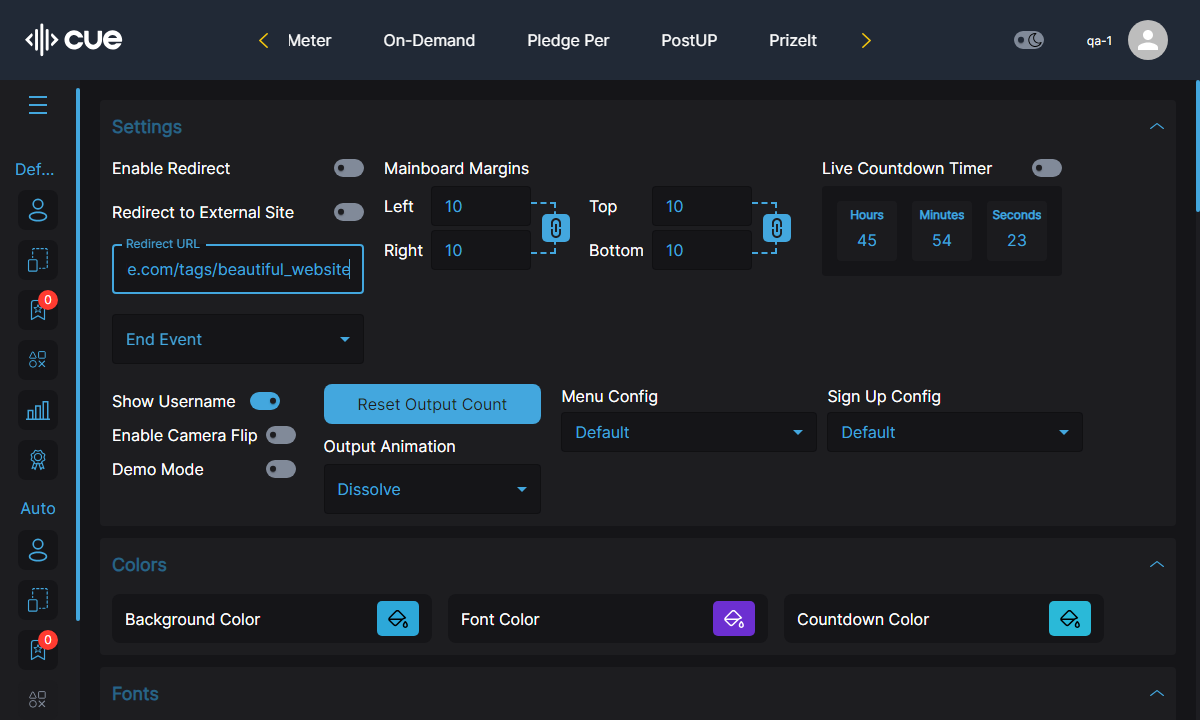 cue
Meter
On-Demand
Pledge Per
PostUP
PrizeIt
qa-1
Def...
0
Auto
0
Settings
Enable Redirect
Redirect to External Site
Redirect URL
e.com/tags/beautiful_website
End Event
Mainboard Margins
Left 10
Right 10
Top 10
Bottom 10
Live Countdown Timer
Hours Minutes Seconds
45 54 23
Show Username
Enable Camera Flip
Demo Mode
Reset Output Count
Output Animation
Dissolve
Menu Config
Default
Sign Up Config
Default
Colors
Background Color
Font Color
Countdown Color
Fonts